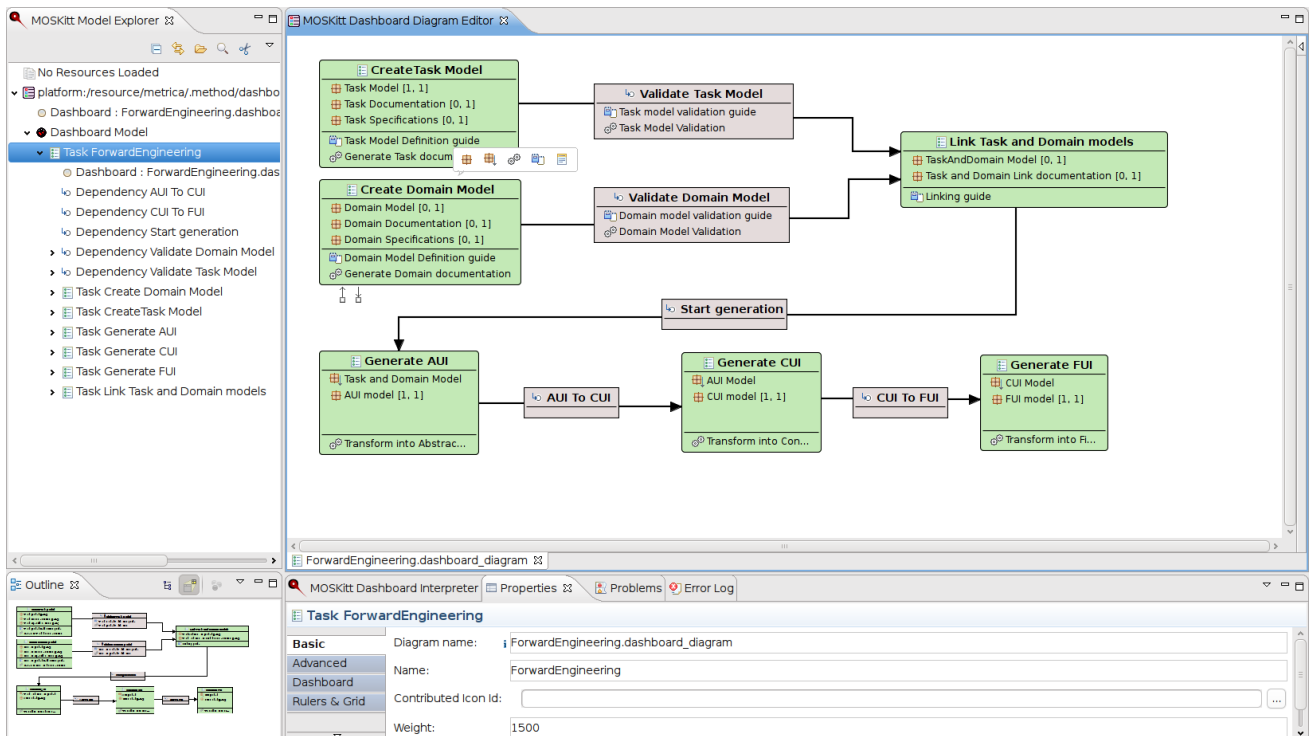 MOSKitt Model Explorer
No Resources Loaded
platform:/resource/metrica/.method/dashbo
Dashboard : ForwardEngineering.dashboa
Dashboard Model
Task ForwardEngineering
Dashboard : ForwardEngineering.das
Dependency AUI To CUI
Dependency CUI To FUI
Dependency Start generation
Dependency Validate Domain Model
Dependency Validate Task Model
Task Create Domain Model
Task CreateTask Model
Task Generate AUI
Task Generate CUI
Task Generate FUI
Task Link Task and Domain models
MOSKitt Dashboard Diagram Editor
CreateTask Model
Task Model [1, 1]
Task Documentation [0, 1]
Task Specifications [0, 1]
Task Model Definition guide
Generate Task docum
Validate Task Model
Task model validation guide
Task Model Validation
Link Task and Domain models
TaskAndDomain Model [0, 1]
Task and Domain Link documentation [0, 1]
Linking guide
Create Domain Model
Domain Model [0, 1]
Domain Documentation [0, 1]
Domain Specifications [0, 1]
Domain Model Definition guide
Generate Domain documentation
Validate Domain Model
Domain model validation guide
Domain Model Validation
Start generation
Generate AUI
Task and Domain Model
AUI model [1, 1]
Transform into Abstrac...
AUI To CUI
Generate CUI
AUI Model
CUI model [1, 1]
Transform into Con...
CUI To FUI
Generate FUI
CUI Model
FUI model [1, 1]
Transform into Fi...
ForwardEngineering.dashboard_diagram
Outline
MOSKitt Dashboard Interpreter
Properties
Problems
Error Log
Task ForwardEngineering
Basic
Advanced
Dashboard
Rulers & Grid
Diagram name: ForwardEngineering.dashboard_diagram
Name: ForwardEngineering
Contributed Icon Id: ...
Weight: 1500